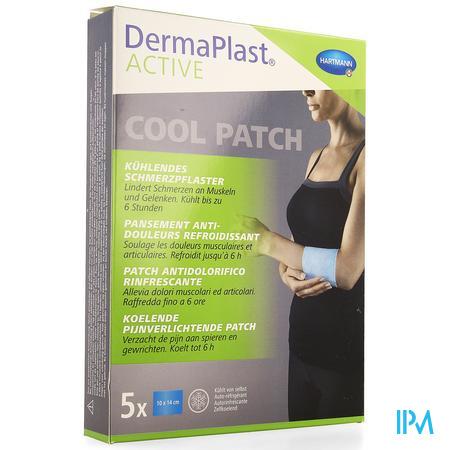 DermaPlast®
ACTIVE
HARTMANN
COOL PATCH
KÜHLENDES
SCHMERZPFLASTER
Lindert Schmerzen an Muskeln
und Gelenken. Kühlt bis zu
6 Stunden
PANSEMENT ANTI-
DOULEURS REFROIDISSANT
Soulage les douleurs musculaires et
articulaires. Refroidit jusqu'à 6 h
PATCH ANTIDOLORIFICO
RINFRESCANTE
Allevia dolori muscolari ed articolari.
Raffredda fino a 6 ore
KOELENDE
PIJNVERLICHTENDE PATCH
Verzacht de pijn aan spieren en
gewrichten. Koelt tot 6 h
5x
10 x 14 cm
Kühlt von selbst
Auto-réfrigérant
Autorinfrescante
Zelfkoelend
IPM